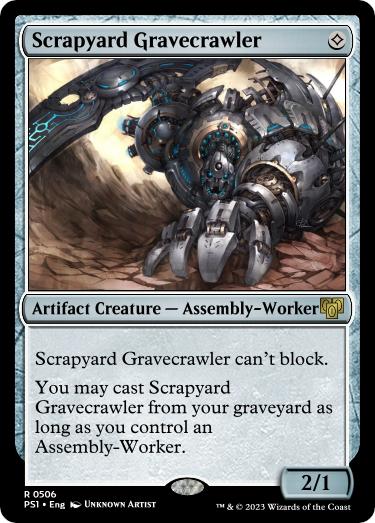 Scrapyard Gravecrawler
Artifact Creature — Assembly-Worker
Scrapyard Gravecrawler can't block.
You may cast Scrapyard
Gravecrawler from your graveyard as
long as you control an
Assembly-Worker.
2/1
R 0506
PS1 • Eng Unknown Artist
™ & © 2023 Wizards of the Coast